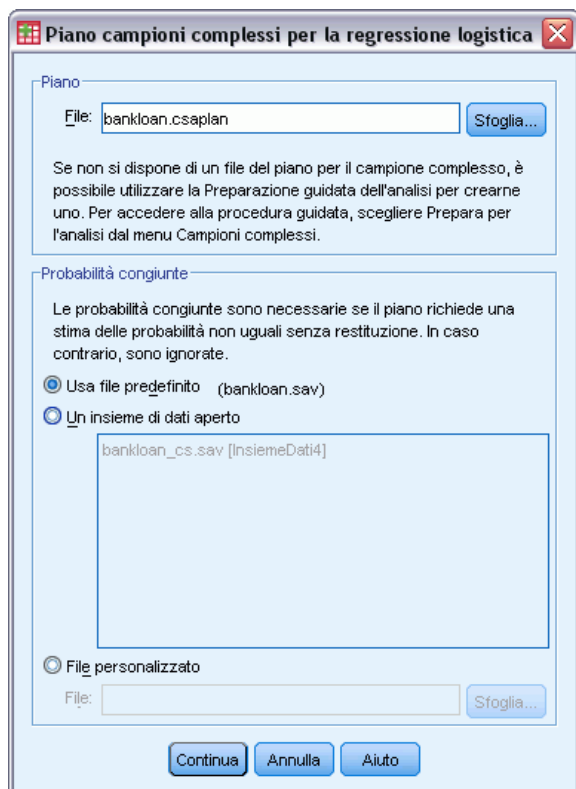 Piano campioni complessi per la regressione logistica
Piano
File: bankloan.csaplan Sfoglia...
Se non si dispone di un file del piano per il campione complesso, è
possibile utilizzare la Preparazione guidata dell'analisi per crearne
uno. Per accedere alla procedura guidata, scegliere Prepara per
l'analisi dal menu Campioni complessi.
Probabilità congiunte
Le probabilità congiunte sono necessarie se il piano richiede una
stima delle probabilità non uguali senza restituzione. In caso
contrario, sono ignorate.
Usa file predefinito (bankloan.sav)
Un insieme di dati aperto
bankloan_cs.sav [InsiemeDati4]
File personalizzato
File: Sfoglia...
Continua Annulla Aiuto